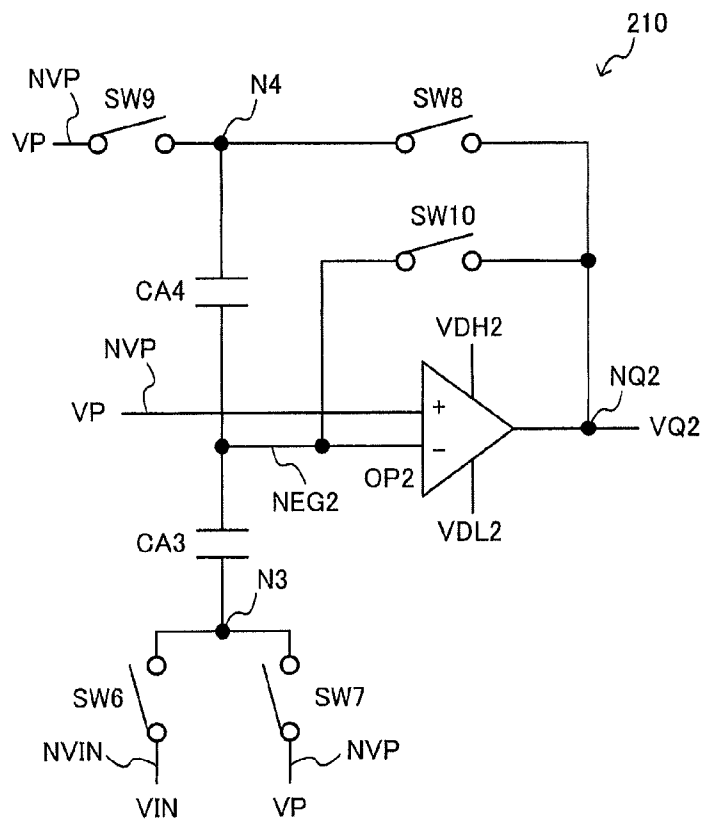 210
NVP
SW9
N4
SW8
VP
SW10
CA4
VDH2
NVP
NQ2
VP
+
VQ2
−
OP2
NEG2
VDL2
CA3
N3
SW6
SW7
NVIN
NVP
VIN
VP